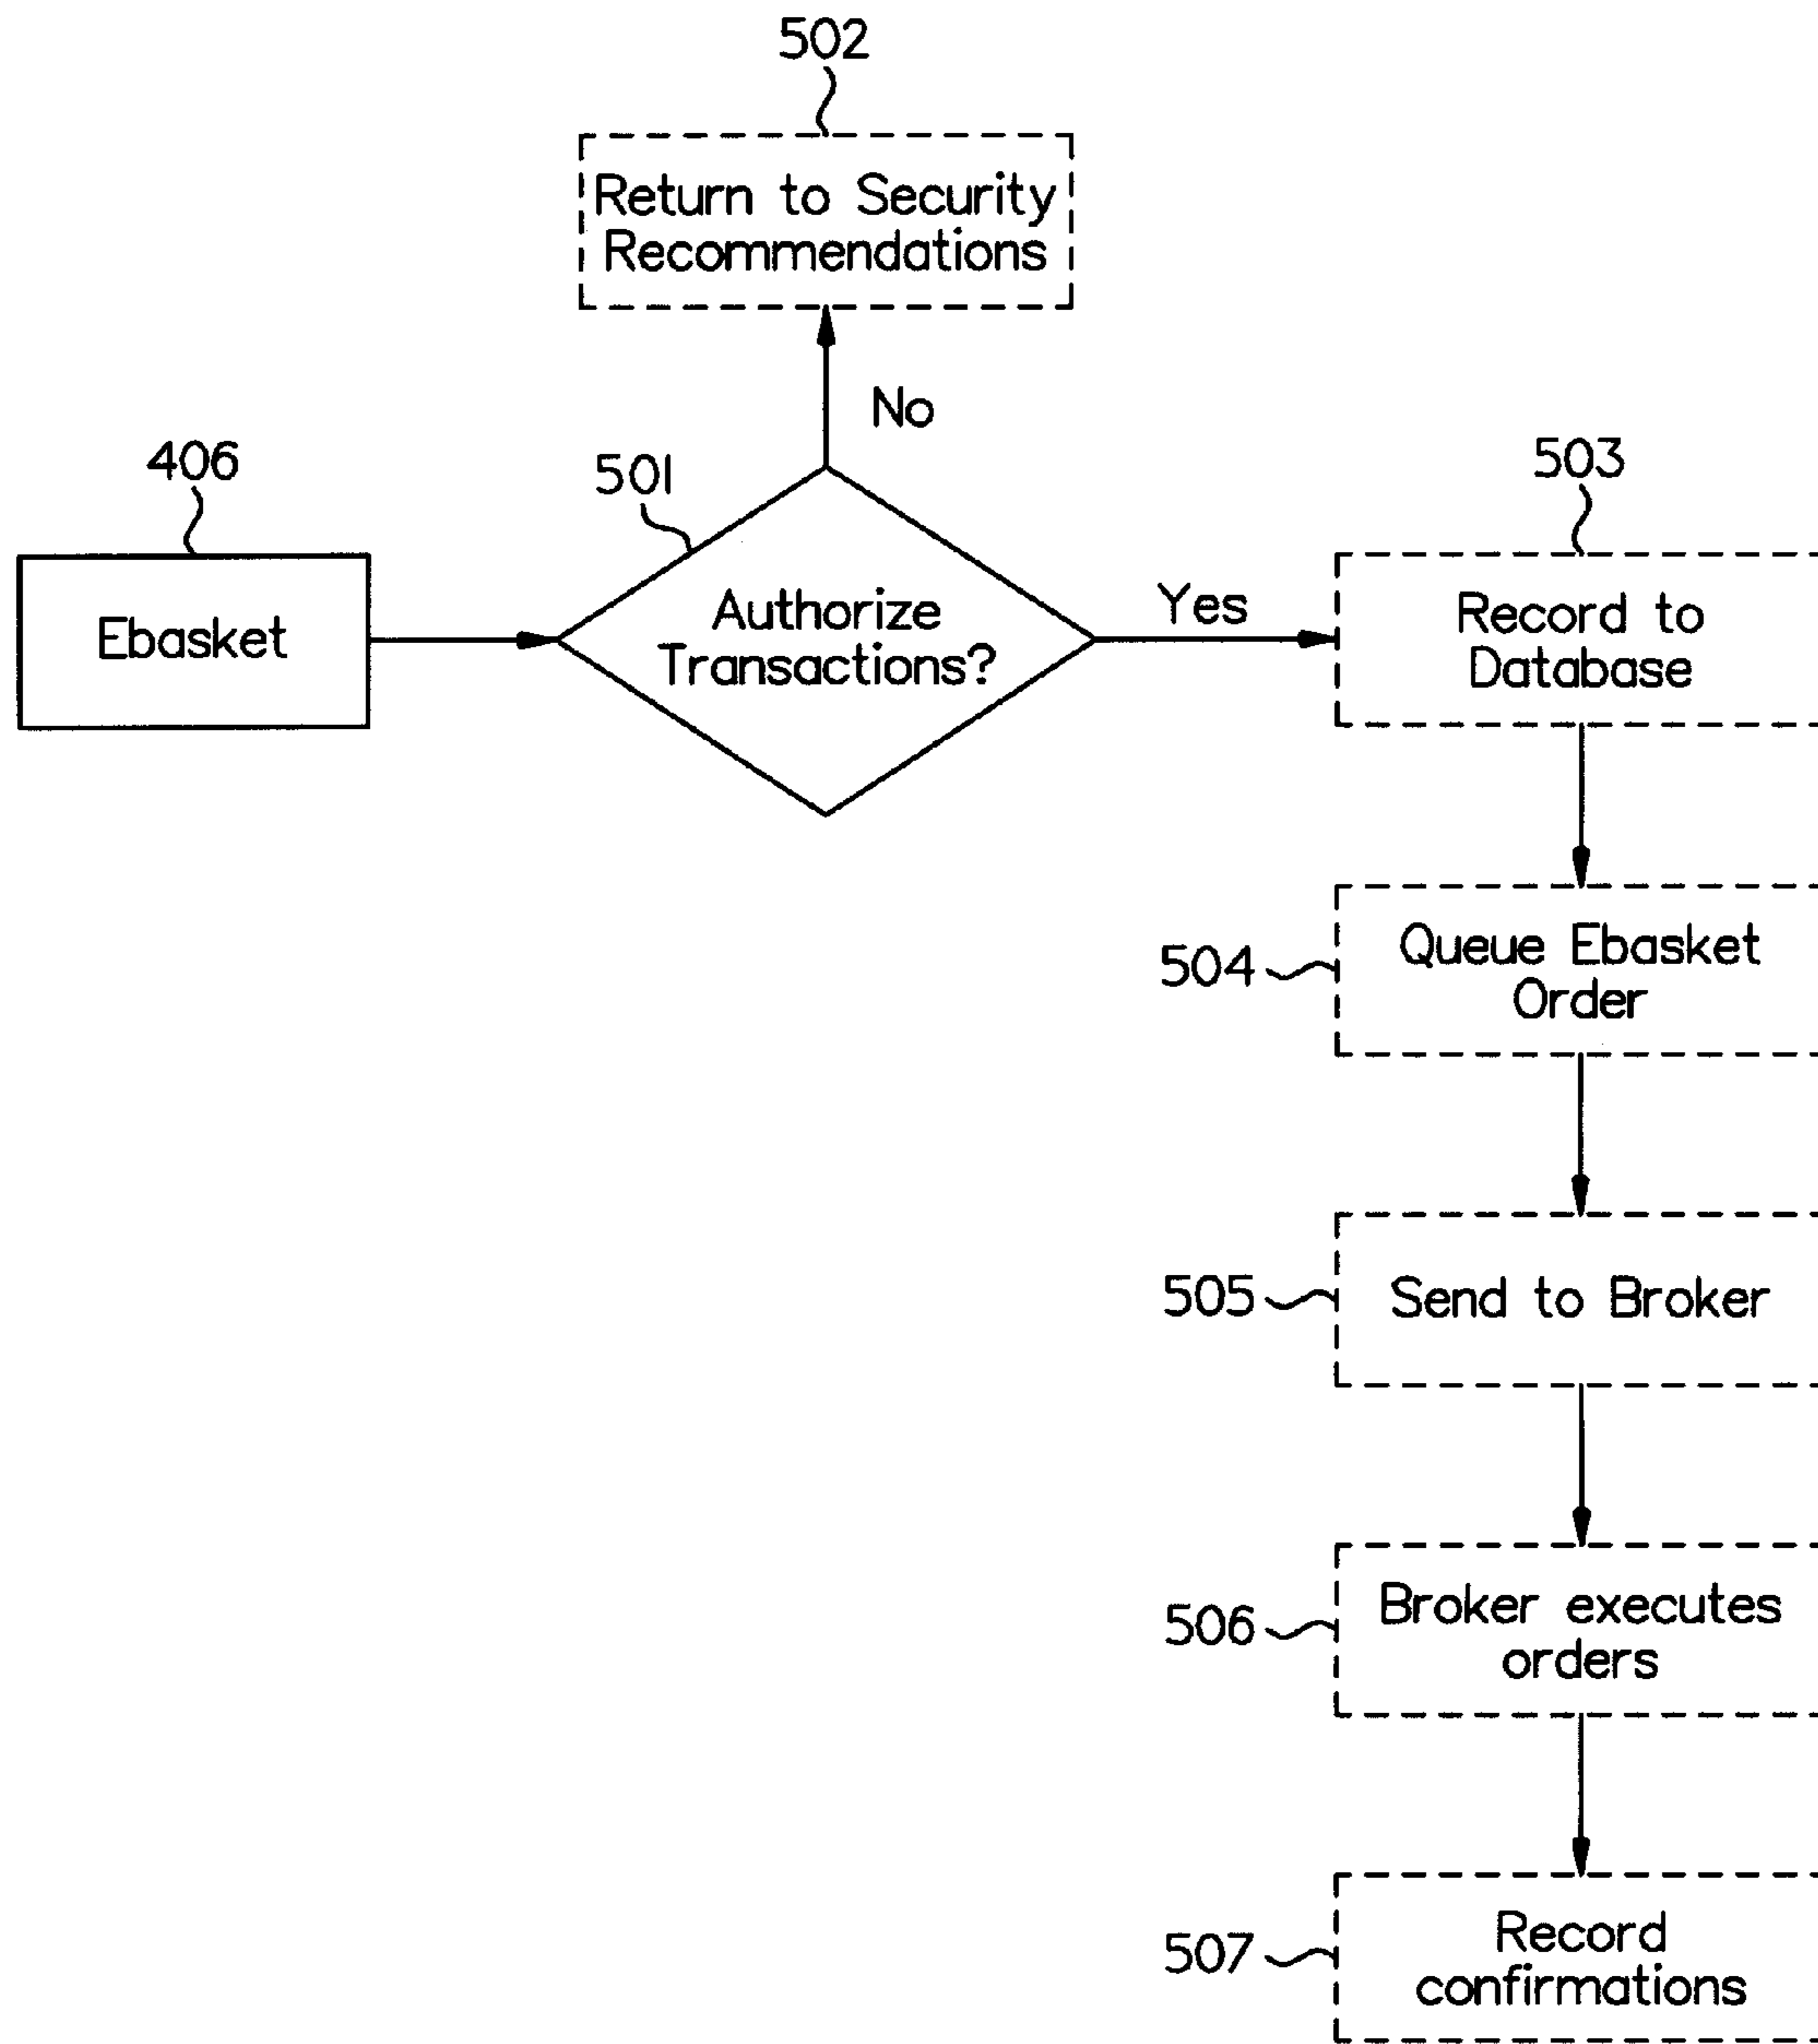 502
Return to Security
Recommendations
No
406
501
503
Ebasket
Authorize
Transactions?
Yes
Record to
Database
504
Queue Ebasket
Order
505
Send to Broker
506
Broker executes
orders
507
Record
confirmations